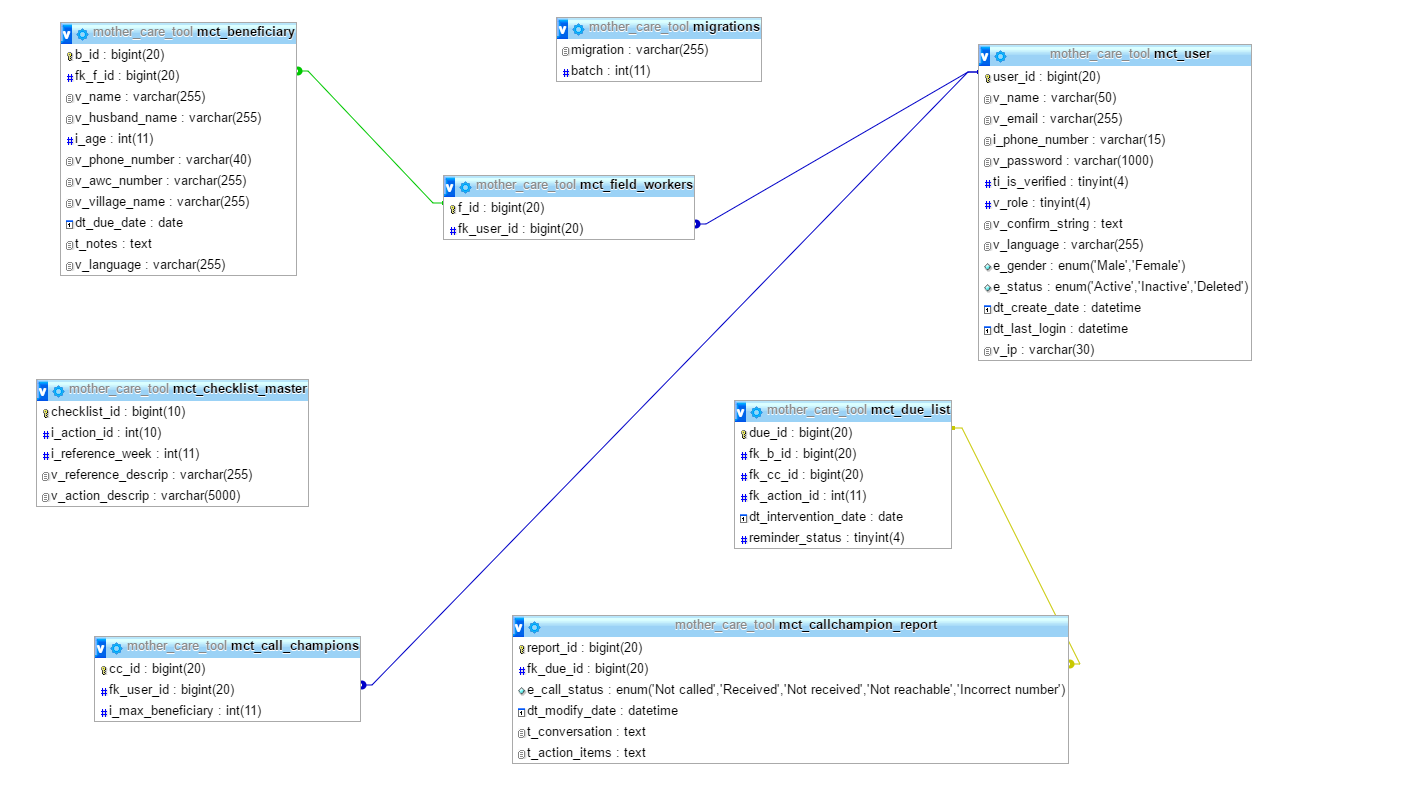 mother_care_tool mct_beneficiary
b_id : bigint(20)
fk_f_id : bigint(20)
v_name : varchar(255)
v_husband_name : varchar(255)
i_age : int(11)
v_phone_number : varchar(40)
v_awc_number : varchar(255)
v_village_name : varchar(255)
dt_due_date : date
t_notes : text
v_language : varchar(255)
mother_care_tool migrations
migration : varchar(255)
batch : int(11)
mother_care_tool mct_user
user_id : bigint(20)
v_name : varchar(50)
v_email : varchar(255)
i_phone_number : varchar(15)
v_password : varchar(1000)
ti_is_verified : tinyint(4)
v_role : tinyint(4)
v_confirm_string : text
v_language : varchar(255)
e_gender : enum('Male','Female')
e_status : enum('Active','Inactive','Deleted')
dt_create_date : datetime
dt_last_login : datetime
v_ip : varchar(30)
mother_care_tool mct_field_workers
f_id : bigint(20)
fk_user_id : bigint(20)
mother_care_tool mct_checklist_master
checklist_id : bigint(10)
i_action_id : int(10)
i_reference_week : int(11)
v_reference_descrip : varchar(255)
v_action_descrip : varchar(5000)
mother_care_tool mct_due_list
due_id : bigint(20)
fk_b_id : bigint(20)
fk_cc_id : bigint(20)
fk_action_id : int(11)
dt_intervention_date : date
reminder_status : tinyint(4)
mother_care_tool mct_call_champions
cc_id : bigint(20)
fk_user_id : bigint(20)
i_max_beneficiary : int(11)
mother_care_tool mct_callchampion_report
report_id : bigint(20)
fk_due_id : bigint(20)
e_call_status : enum('Not called','Received','Not received','Not reachable','Incorrect number')
dt_modify_date : datetime
t_conversation : text
t_action_items : text